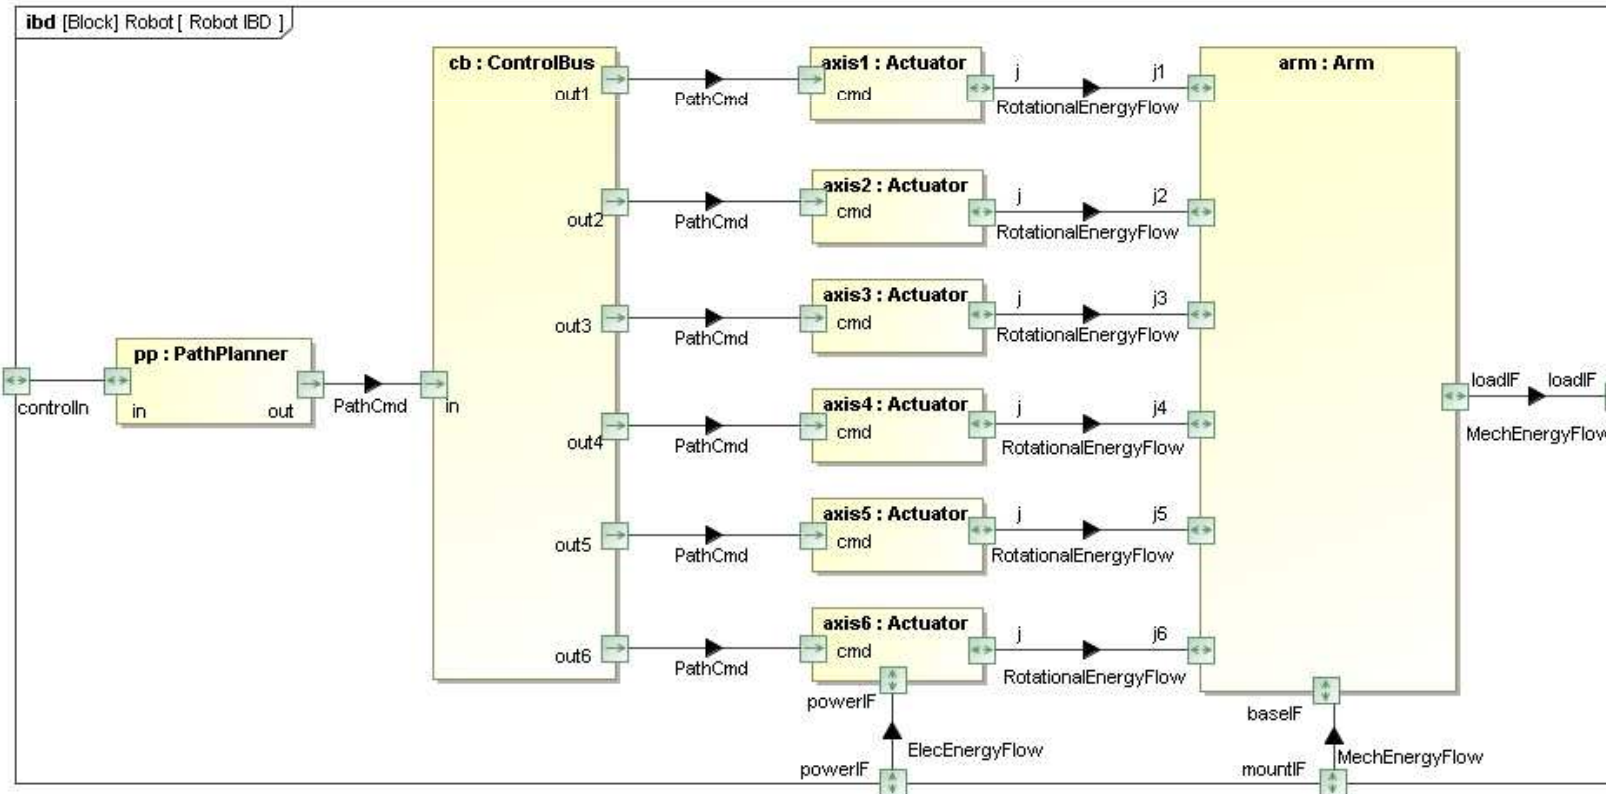 ibd [Block] Robot [ Robot IBD ]
cb : ControlBus
out1
PathCmd
axis1 : Actuator
cmd
j
j1
RotationalEnergyFlow
arm : Arm
out2
PathCmd
axis2 : Actuator
cmd
j
j2
RotationalEnergyFlow
out3
PathCmd
axis3 : Actuator
cmd
j
j3
RotationalEnergyFlow
controlIn
pp : PathPlanner
in
out
PathCmd
in
loadIF
loadIF
MechEnergyFlow
out4
PathCmd
axis4 : Actuator
cmd
j
j4
RotationalEnergyFlow
out5
PathCmd
axis5 : Actuator
cmd
j
j5
RotationalEnergyFlow
out6
PathCmd
axis6 : Actuator
cmd
j
j6
RotationalEnergyFlow
powerIF
ElecEnergyFlow
powerIF
baseIF
MechEnergyFlow
mountIF